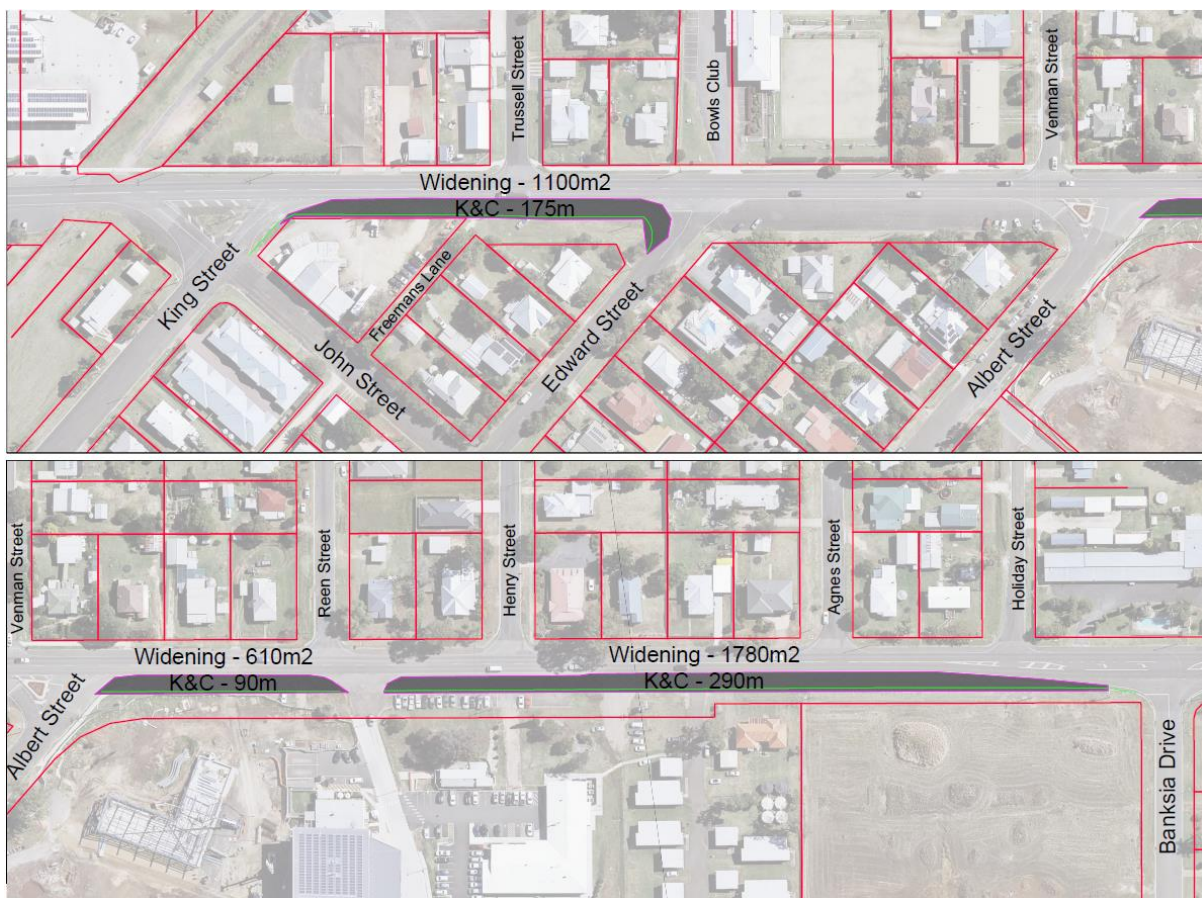 Trussell Street
Bowls Club
Venman Street
Widening - 1100m2
K&C - 175m
King Street
Freemans Lane
John Street
Edward Street
Albert Street
Venman Street
Reen Street
Henry Street
Agnes Street
Holiday Street
Widening - 610m2
Widening - 1780m2
K&C - 90m
K&C - 290m
Albert Street
Banksia Drive